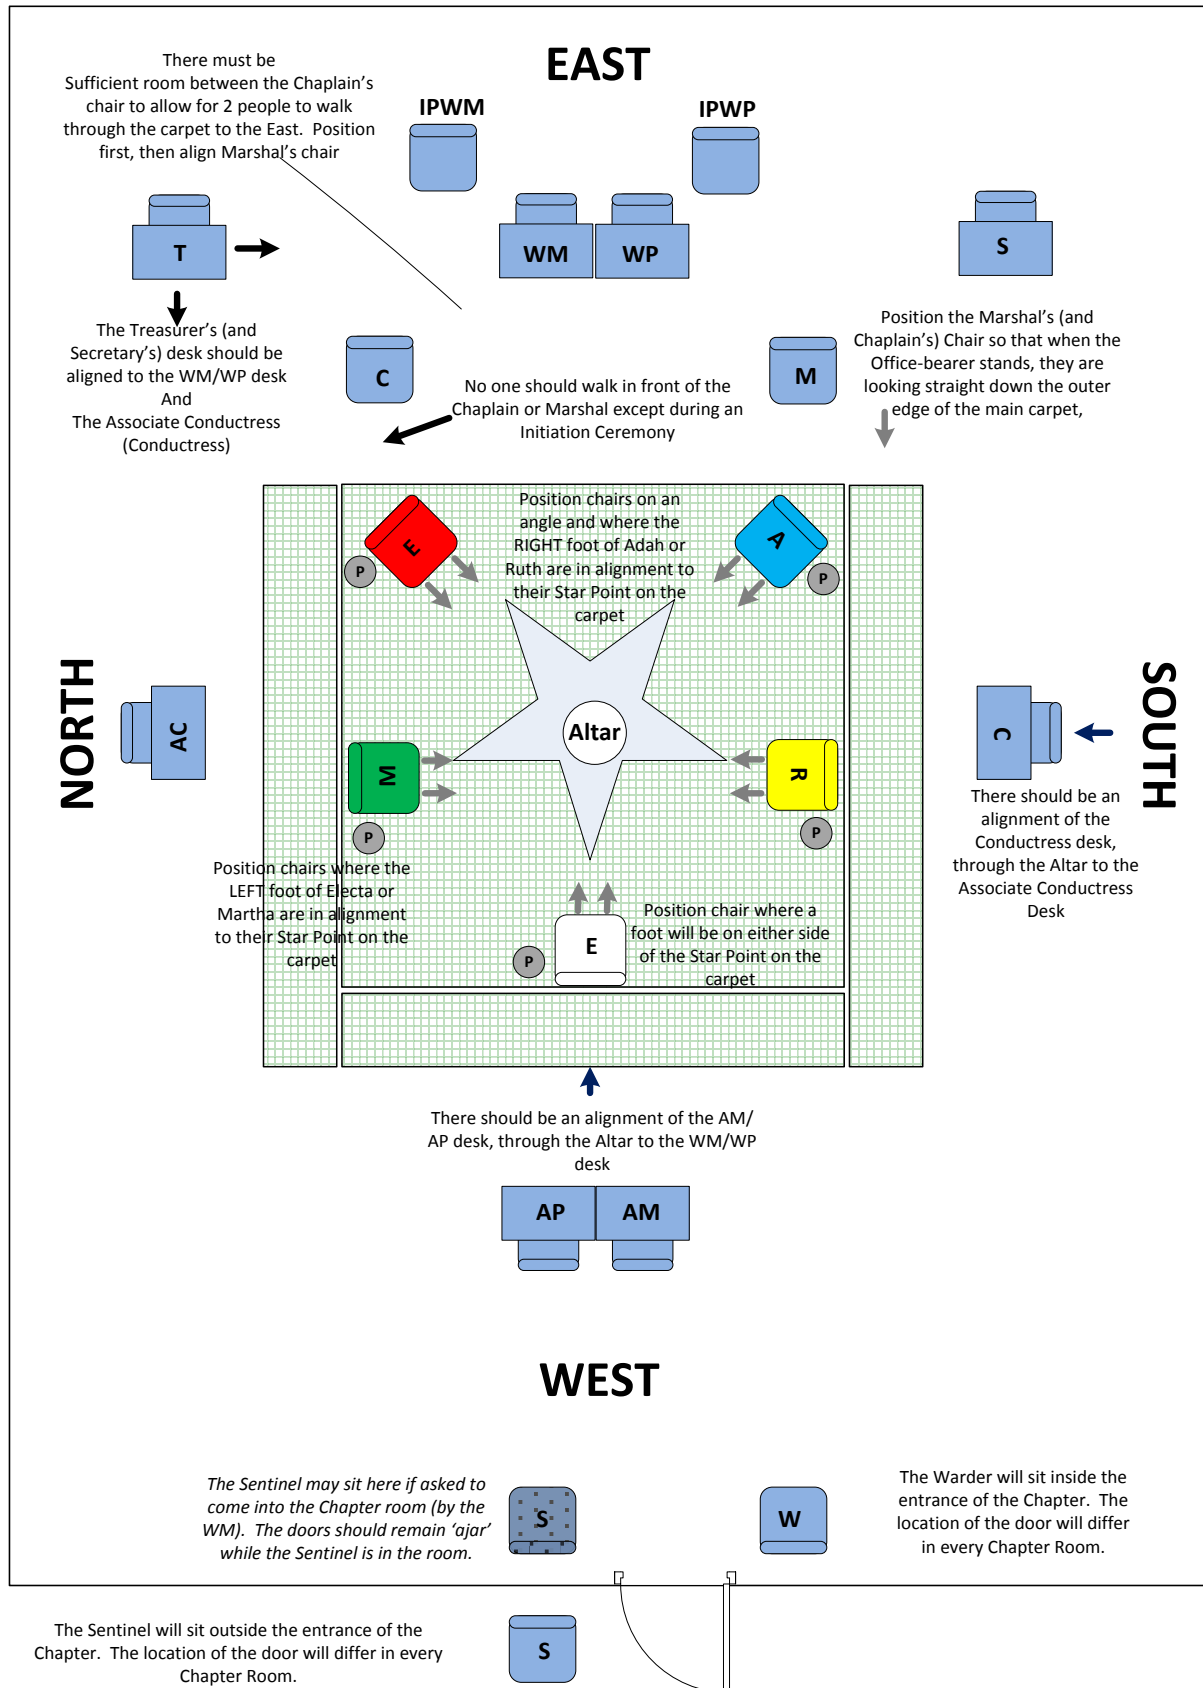 EAST
There must be
Sufficient room between the Chaplain’s
chair to allow for 2 people to walk
through the carpet to the East.  Position
first, then align Marshal’s chair
IPWM
IPWP
T
WM
WP
S
The Treasurer’s (and
Secretary’s) desk should be
aligned to the WM/WP desk
And
The Associate Conductress
(Conductress)
C
No one should walk in front of the
Chaplain or Marshal except during an
Initiation Ceremony
M
Position the Marshal’s (and
Chaplain’s) Chair so that when the
Office-bearer stands, they are
looking straight down the outer
edge of the main carpet,
E
P
Position chairs on an
angle and where the
RIGHT foot of Adah or
Ruth are in alignment to
their Star Point on the
carpet
A
P
NORTH
AC
M
P
Altar
R
P
C
SOUTH
There should be an
alignment of the
Conductress desk,
through the Altar to the
Associate Conductress
Desk
Position chairs where the
LEFT foot of Electa or
Martha are in alignment
to their Star Point on the
carpet
P
E
Position chair where a
foot will be on either side
of the Star Point on the
carpet
There should be an alignment of the AM/
AP desk, through the Altar to the WM/WP
desk
AP
AM
WEST
The Sentinel may sit here if asked to
come into the Chapter room (by the
WM).  The doors should remain ‘ajar’
while the Sentinel is in the room.
S
W
The Warder will sit inside the
entrance of the Chapter.  The
location of the door will differ
in every Chapter Room.
The Sentinel will sit outside the entrance of the
Chapter.  The location of the door will differ in every
Chapter Room.
S